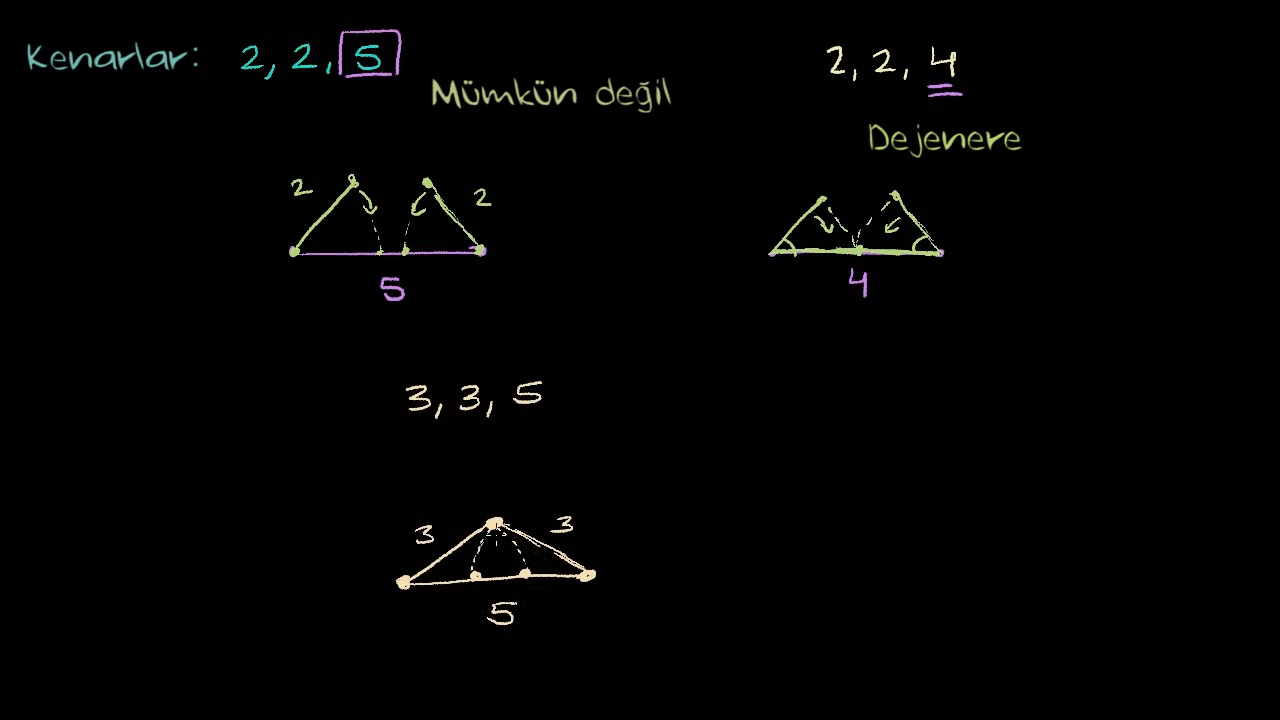 Kenarlar: 2, 2, 5
Mümkün değil
2, 2, 4
Dejenere
2
2
5
4
3, 3, 5
3
3
5